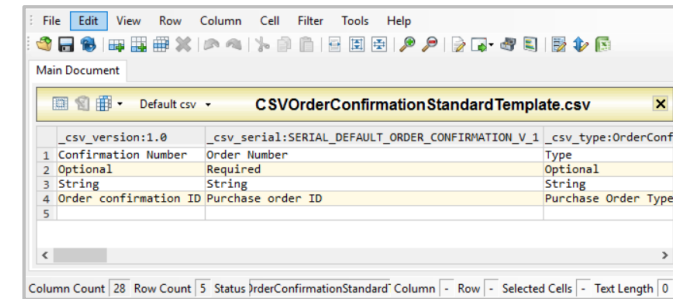 File Edit View Row Column Cell Filter Tools Help
Main Document
Default csv CSVOrderConfirmationStandardTemplate.csv
_csv_version:1.0 _csv_serial:SERIAL_DEFAULT_ORDER_CONFIRMATION_V_1 _csv_type:OrderConf
1 Confirmation Number Order Number Type
2 Optional Required Optional
3 String String String
4 Order confirmation ID Purchase order ID Purchase Order Type
5
Column Count 28 Row Count 5 Status OrderConfirmationStandard Column - Row - Selected Cells - Text Length 0